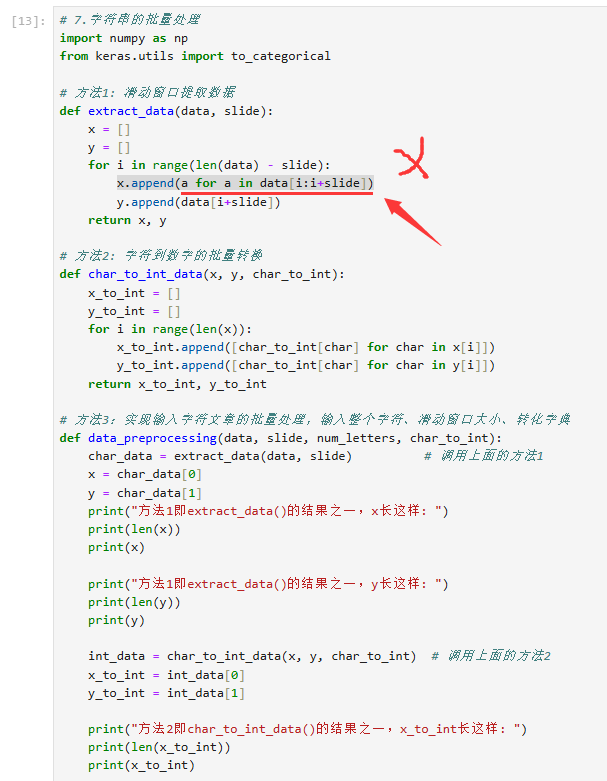 [13]:
# 7.字符串的批量处理
import numpy as np
from keras.utils import to_categorical
# 方法1：滑动窗口提取数据
def extract_data(data, slide):
x = []
y = []
for i in range(len(data) - slide):
x.append(a for a in data[i:i+slide])
y.append(data[i+slide])
return x, y
# 方法2：字符到数字的批量转换
def char_to_int_data(x, y, char_to_int):
x_to_int = []
y_to_int = []
for i in range(len(x)):
x_to_int.append([char_to_int[char] for char in x[i]])
y_to_int.append([char_to_int[char] for char in y[i]])
return x_to_int, y_to_int
# 方法3：实现输入字符文章的批量处理，输入整个字符、滑动窗口大小、转化字典
def data_preprocessing(data, slide, num_letters, char_to_int):
char_data = extract_data(data, slide) # 调用上面的方法1
x = char_data[0]
y = char_data[1]
print("方法1即extract_data()的结果之一，x长这样：")
print(len(x))
print(x)
print("方法1即extract_data()的结果之一，y长这样：")
print(len(y))
print(y)
int_data = char_to_int_data(x, y, char_to_int) # 调用上面的方法2
x_to_int = int_data[0]
y_to_int = int_data[1]
print("方法2即char_to_int_data()的结果之一，x_to_int长这样：")
print(len(x_to_int))
print(x_to_int)